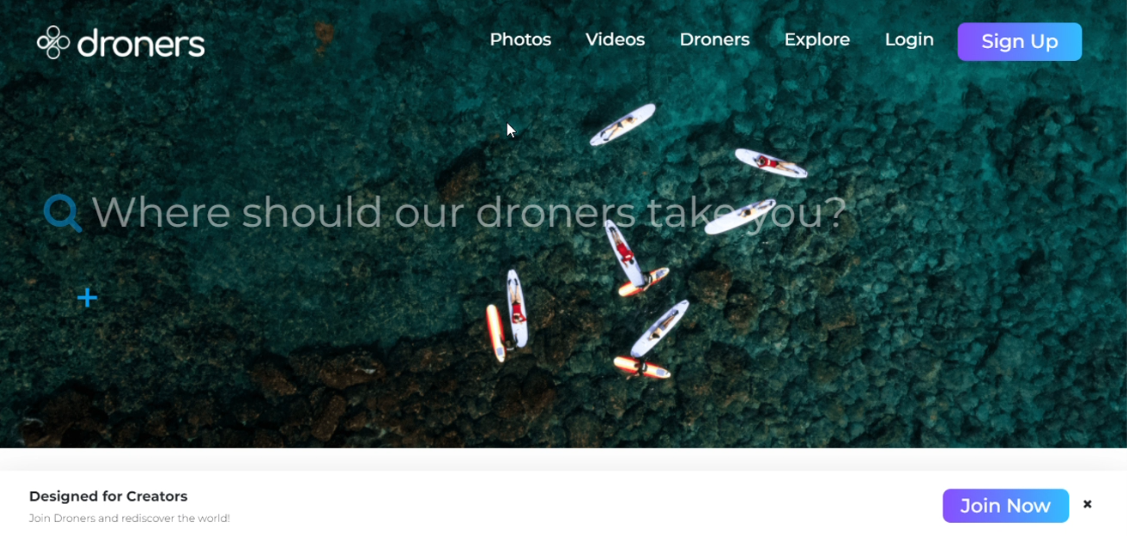 droners
Photos Videos Droners Explore Login Sign Up
Where should our droners take you?
+
Designed for Creators
Join Droners and rediscover the world!
Join Now ×